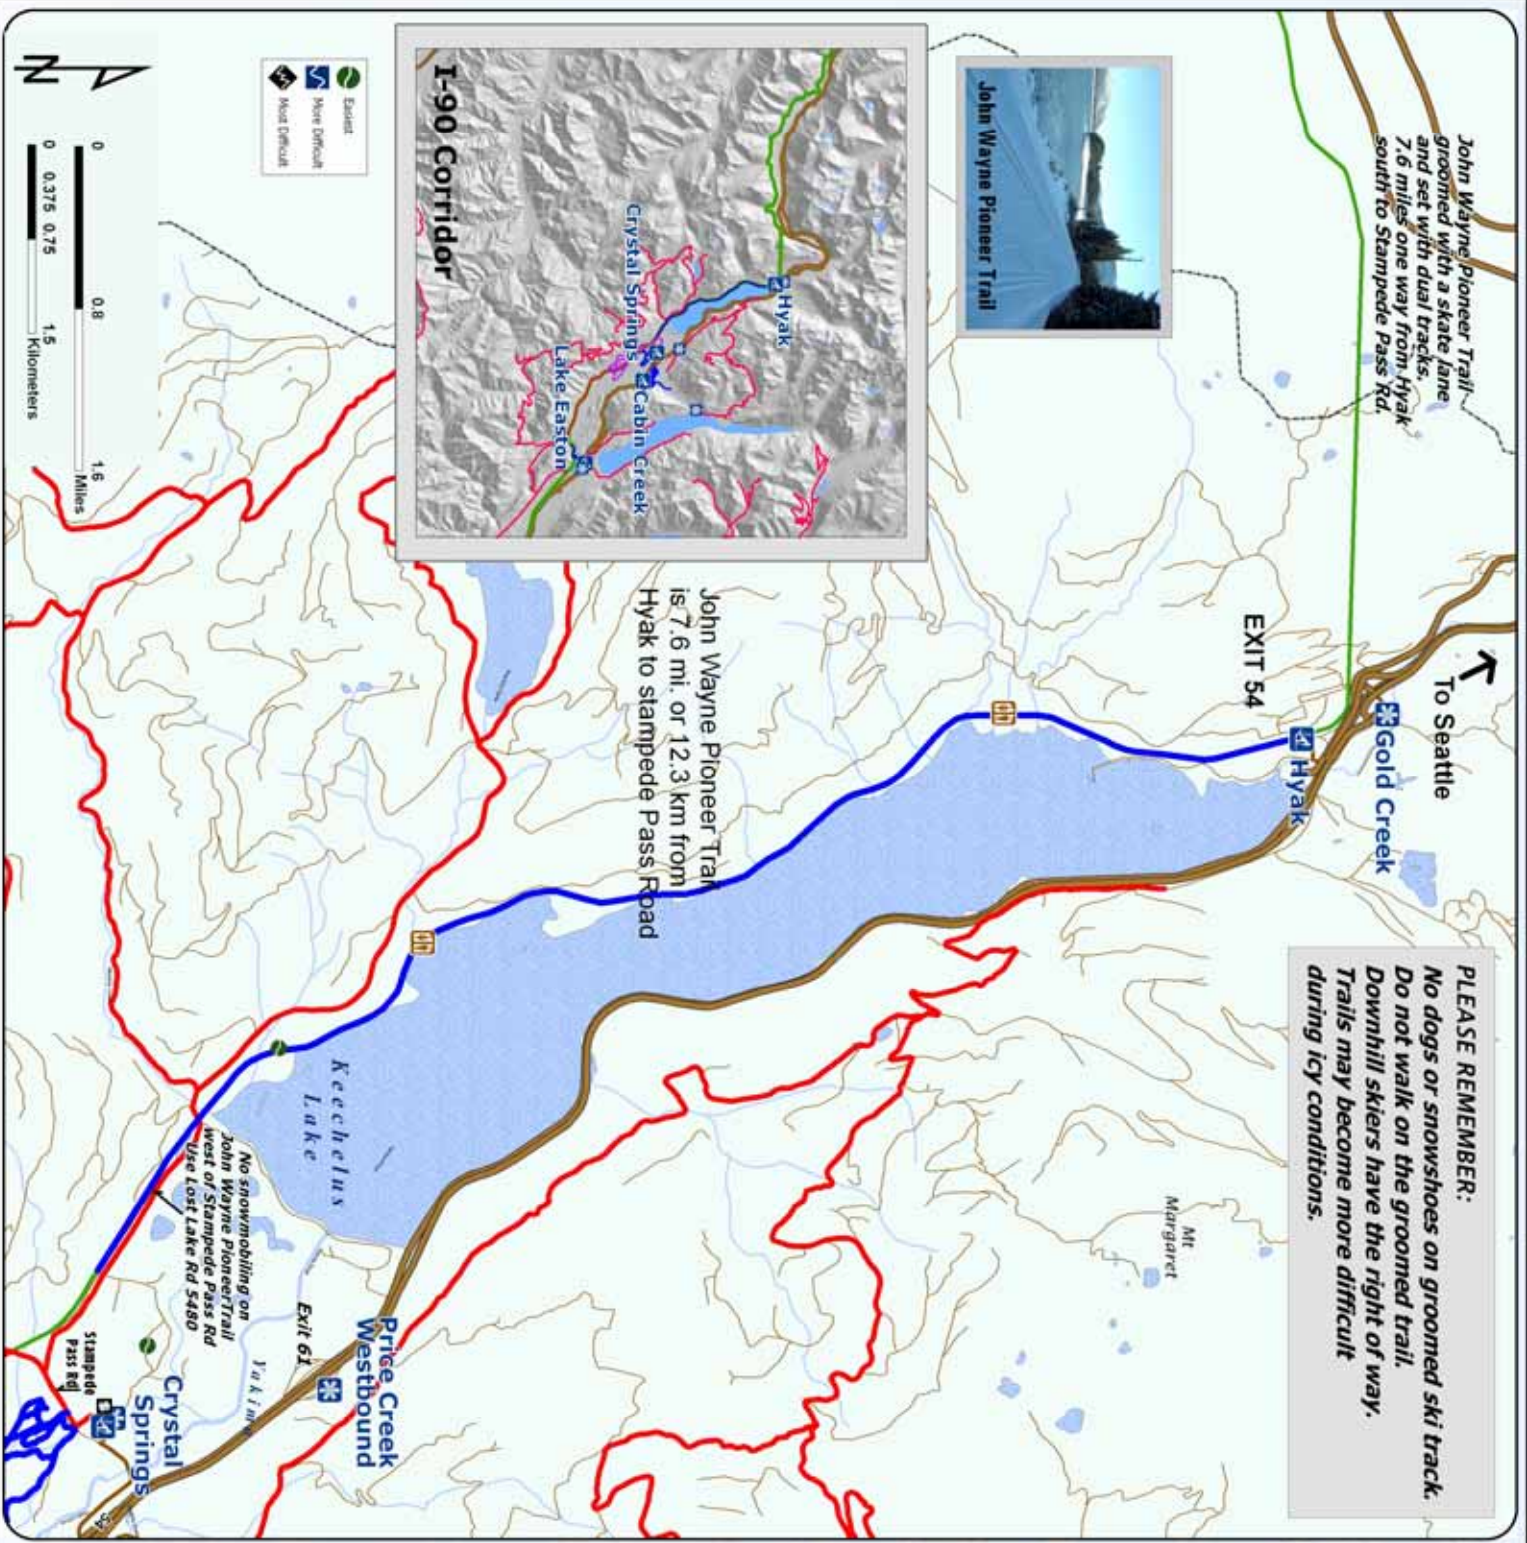 John Wayne Pioneer Trail
groomed with a skate lane
and set with dual tracks.
7.6 miles one way from Hyak
south to Stampede Pass Rd.
To Seattle
Gold Creek
EXIT 54
Hyak
PLEASE REMEMBER:
No dogs or snowshoes on groomed ski track.
Do not walk on the groomed trail.
Downhill skiers have the right of way.
Trails may become more difficult
during icy conditions.
Mt
Margaret
John Wayne Pioneer Trail
John Wayne Pioneer Trail
is 7.6 mi. or 12.3 km from
Hyak to stampede Pass Road
Hyak
Crystal Springs
Cabin Creek
Lake Easton
I-90 Corridor
Easiest
More Difficult
Most Difficult
Keechelus
Lake
Price Creek
Westbound
Exit 61
No snowmobiling on
John Wayne PioneerTrail
west of Stampede Pass Rd
Use Lost Lake Rd 5480
Yakima
Crystal
Springs
Stampede
Pass Rd
54
N
0 0.8 1.6
Miles
0 0.375 0.75 1.5
Kilometers